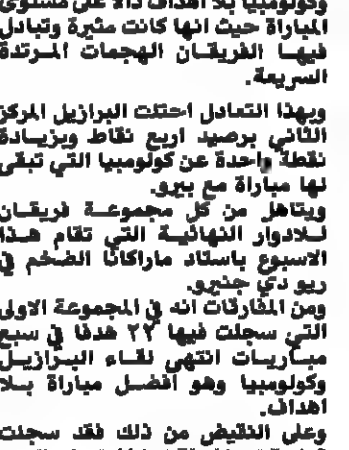 وكولومبيا بلا اهداف دالا على مستوى
المباراة حيث انها كانت مثيرة وتبادل
فيها الفريقان الهجمات المرتدة
السريعة.
وبهذا التعادل احتلت البرازيل المركز
الثاني برصيد اربع نقاط وبزيادة
نقطة واحدة عن كولومبيا التي تبقى
لها مباراة مع بيرو.
ويتاهل من كل مجموعة فريقان
للادوار النهائية التي تقام هذا
الاسبوع باستاد ماراكانا الضخم في
ريو دي جنيرو.
ومن المفارقات انه في المجموعة الاولى
التي سجلت فيها ٢٢ هدفا في سبع
مباريات انتهى لقاء البرازيل
وكولومبيا وهو افضل مباراة بلا
اهداف.
وعلى النقيض من ذلك فقد سجلت